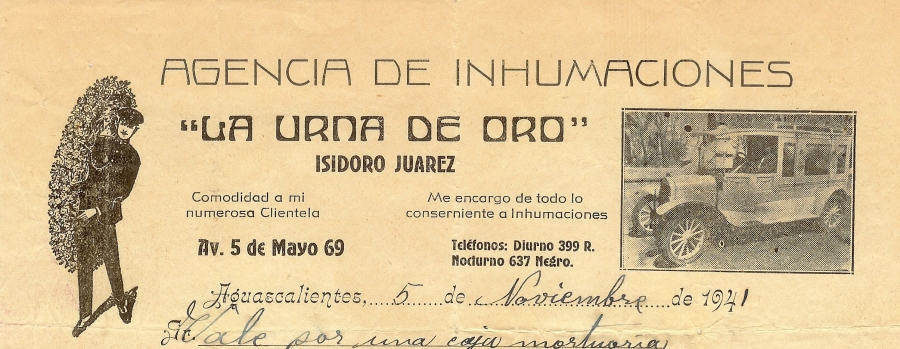 AGENCIA DE INHUMACIONES
"LA URNA DE ORO"
ISIDORO JUAREZ
Comodidad a mi
numerosa Clientela
Me encargo de todo lo
conserniente a Inhumaciones
Av. 5 de Mayo 69
Teléfonos: Diurno 399 R.
Nocturno 637 Negro.
Aguascalientes, 5 de Noviembre de 1941
Sr. Vale por una caja mortuoria